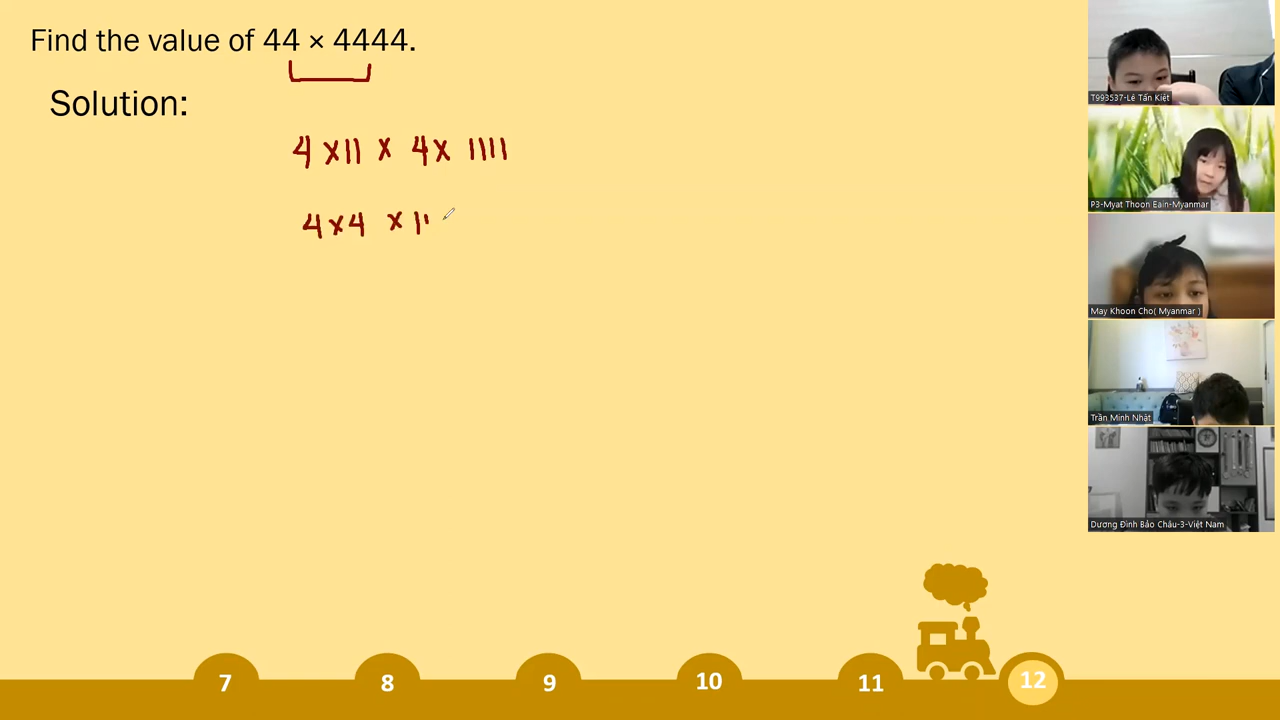 Find the value of 44 × 4444.
Solution:
4 × 11 × 4 × 1111
4 × 4 × 11
T993537-Lê Tấn Kiệt
P3-Myat Thoon Eain-Myanmar
May Khoon Cho( Myanmar )
Trần Minh Nhật
Dương Đình Bảo Châu-3-Việt Nam
7 8 9 10 11 12